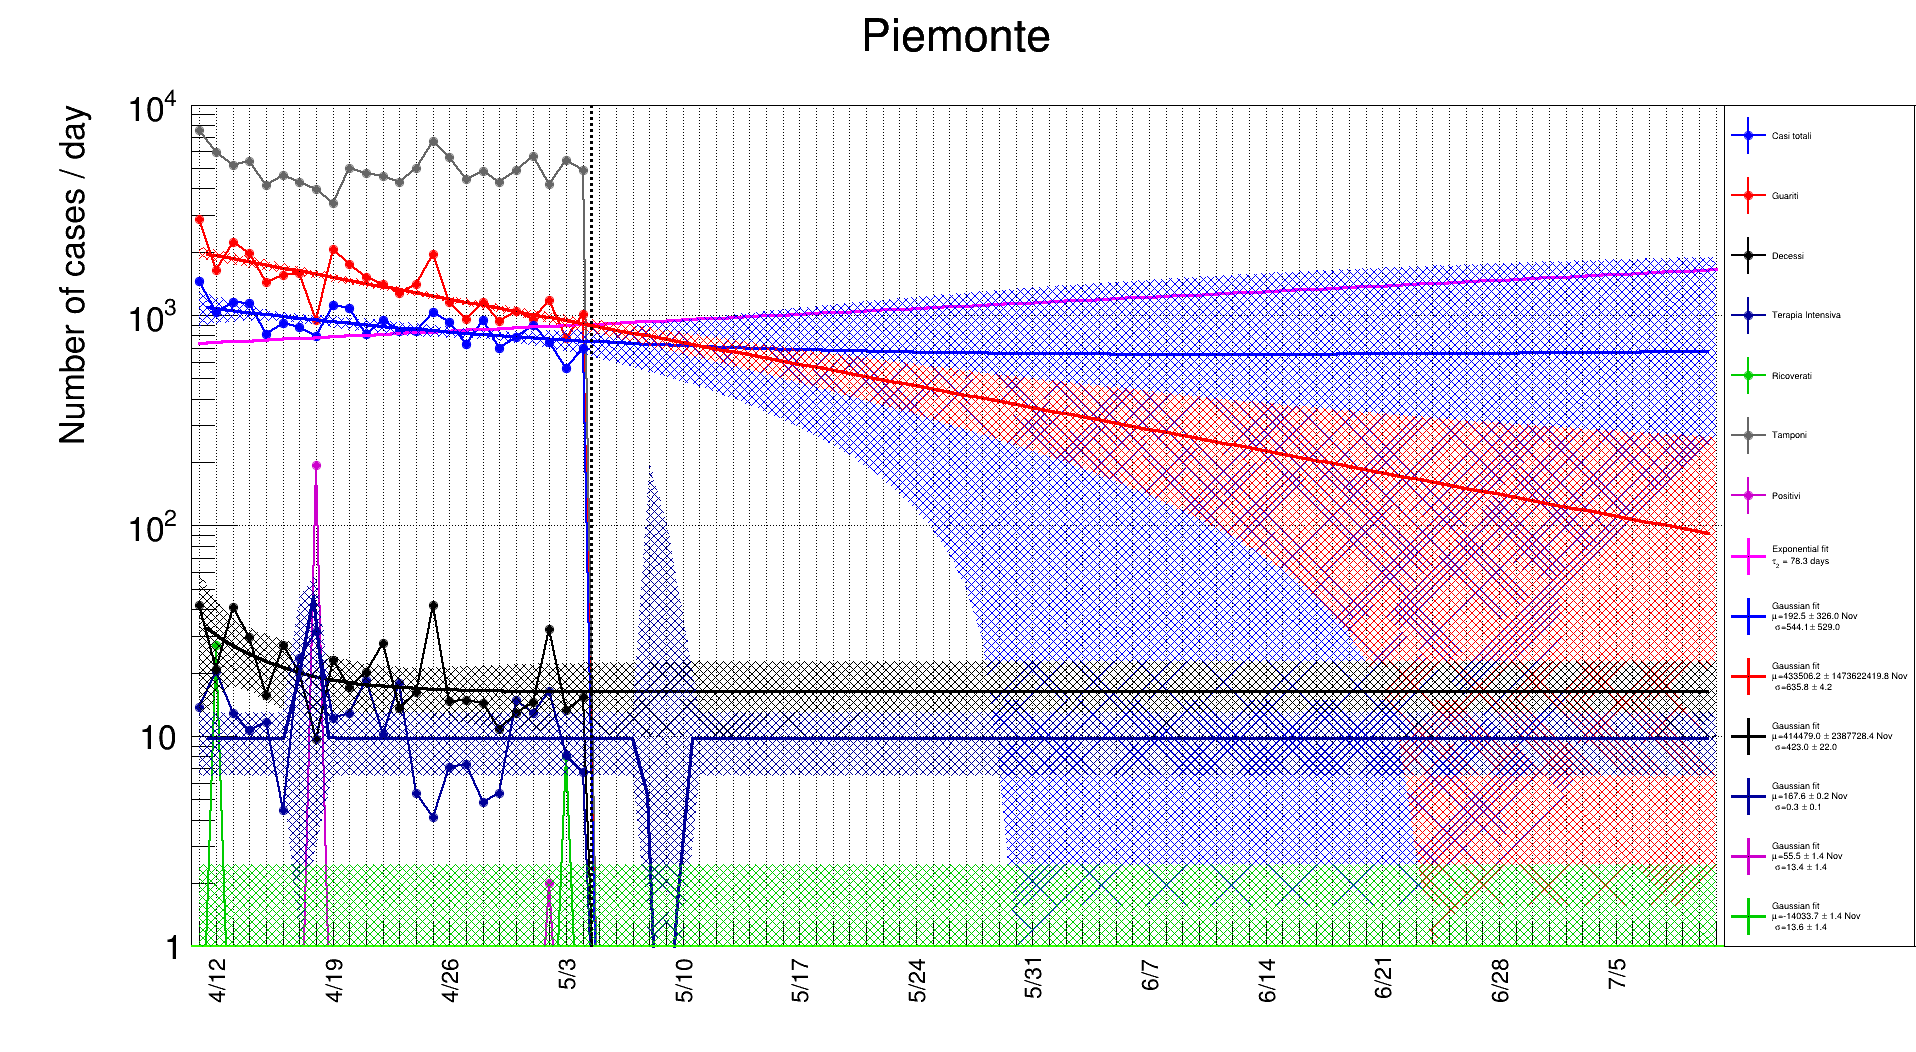 Piemonte
Number of cases / day
10^4
10^3
10^2
10
1
4/12
4/19
4/26
5/3
5/10
5/17
5/24
5/31
6/7
6/14
6/21
6/28
7/5
Casi totali
Guariti
Decessi
Terapia Intensiva
Ricoverati
Tamponi
Positivi
Exponential fit
τ_2 = 78.3 days
Gaussian fit
μ=192.5 ± 326.0 Nov
σ=544.1 ± 529.0
Gaussian fit
μ=433506.2 ± 1473622419.8 Nov
σ=635.8 ± 4.2
Gaussian fit
μ=414479.0 ± 2387728.4 Nov
σ=423.0 ± 22.0
Gaussian fit
μ=167.6 ± 0.2 Nov
σ=0.3 ± 0.1
Gaussian fit
μ=55.5 ± 1.4 Nov
σ=13.4 ± 1.4
Gaussian fit
μ=-14033.7 ± 1.4 Nov
σ=13.6 ± 1.4